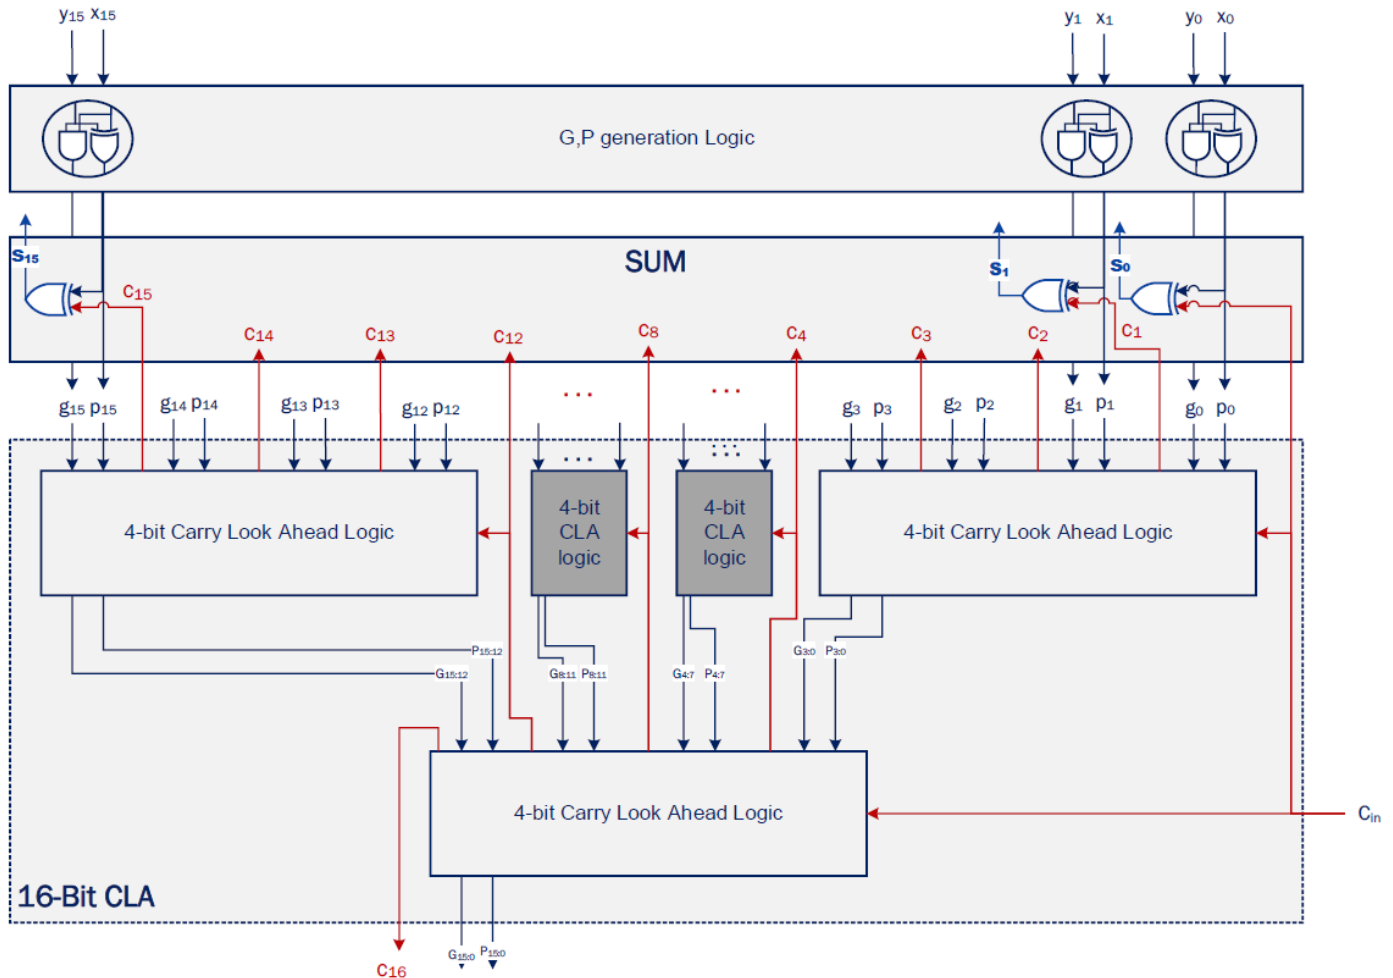 y15 x15
y1 x1
y0 x0
G,P generation Logic
SUM
S15
S1
S0
C15
C14
C13
C12
C8
C4
C3
C2
C1
... ...
g15 p15
g14 p14
g13 p13
g12 p12
g3 p3
g2 p2
g1 p1
g0 p0
4-bit Carry Look Ahead Logic
4-bit
CLA
logic
4-bit
CLA
logic
4-bit Carry Look Ahead Logic
P15:12
G15:12
G8:11
P8:11
G4:7
P4:7
G3:0
P3:0
4-bit Carry Look Ahead Logic
Cin
16-Bit CLA
C16
G15:0
P15:0